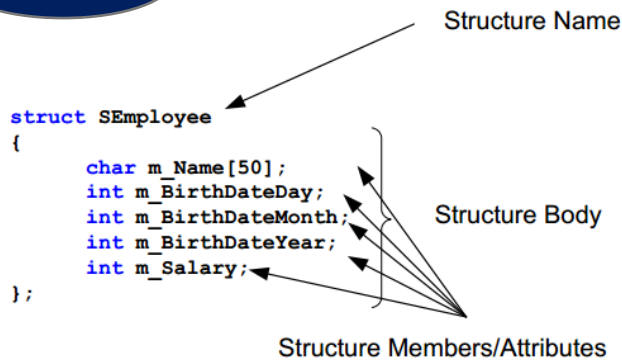 Structure Name
struct SEmployee
{
char m_Name[50];
int m_BirthDateDay;
int m_BirthDateMonth;
int m_BirthDateYear;
int m_Salary;
};
Structure Body
Structure Members/Attributes